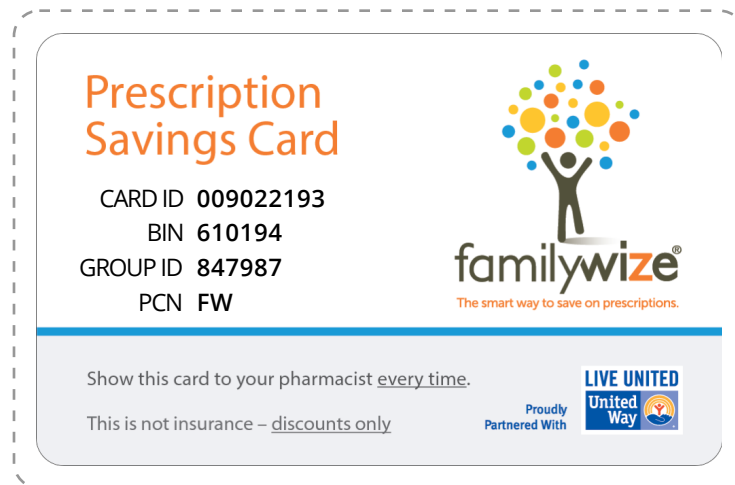 Prescription
Savings Card
CARD ID 009022193
BIN 610194
GROUP ID 847987
PCN FW
familywize®
The smart way to save on prescriptions.
Show this card to your pharmacist every time.
This is not insurance – discounts only
Proudly
Partnered With
LIVE UNITED
United
Way